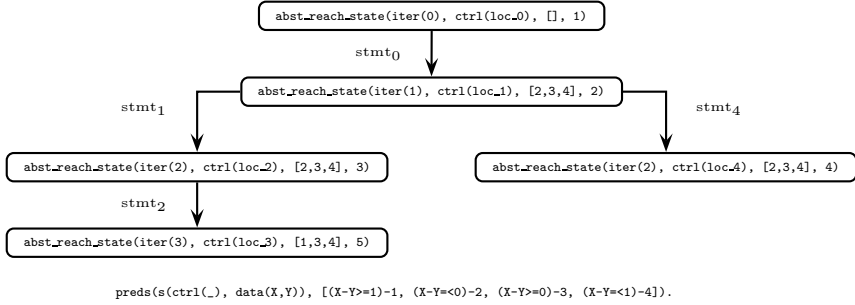 abst_reach_state(iter(0), ctrl(loc_0), [], 1)
stmt₀
abst_reach_state(iter(1), ctrl(loc_1), [2,3,4], 2)
stmt₁
stmt₄
abst_reach_state(iter(2), ctrl(loc_2), [2,3,4], 3)
abst_reach_state(iter(2), ctrl(loc_4), [2,3,4], 4)
stmt₂
abst_reach_state(iter(3), ctrl(loc_3), [1,3,4], 5)
preds(s(ctrl(_), data(X,Y)), [(X-Y>=1)-1, (X-Y=<0)-2, (X-Y>=0)-3, (X-Y=<1)-4]).